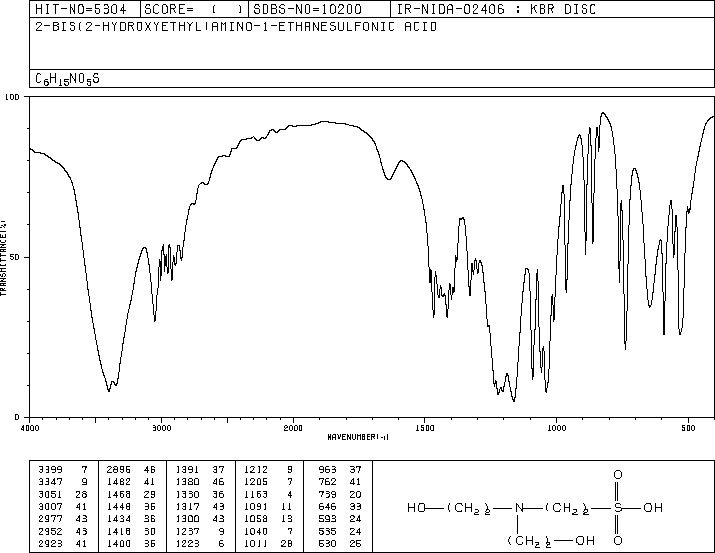 HIT-NO=5304 SCORE= ( ) SDBS-NO=10200 IR-NIDA-02406 : KBR DISC
2-BIS(2-HYDROXYETHYL)AMINO-1-ETHANESULFONIC ACID
C6H15NO5S
100
TRANSMITTANCE(%)
50
0
4000 3000 2000 1500 1000 500
WAVENUMBER(-1)
3399 7 2896 46 1391 37 1212 9 963 37
3347 9 1482 41 1380 46 1205 7 762 41
3051 28 1468 29 1330 36 1163 4 739 20
3007 41 1448 36 1317 43 1091 11 646 33
2977 43 1434 36 1300 43 1058 13 593 24
2952 43 1418 30 1237 9 1040 7 535 24
2923 41 1400 36 1223 6 1011 28 530 25
O
HO (CH2)2 N (CH2)2 S OH
(CH2)2 OH O